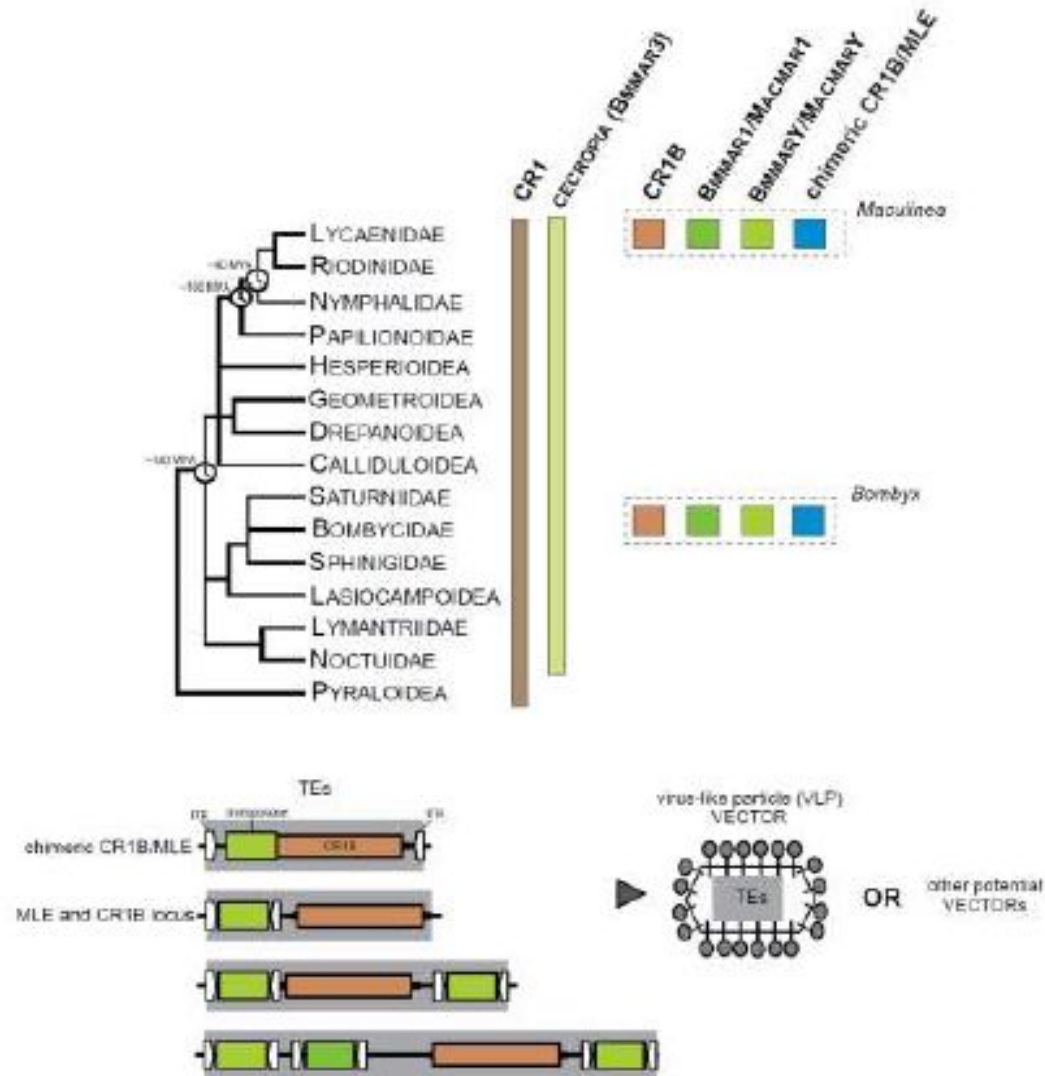 CR1
CECROPIA (BMMAR3)
CR1B
BMMAR1/MACMAR1
BMMARY/MACMARY
chimeric CR1B/MLE
Maculinea
LYCAENIDAE
RIODINIDAE
NYMPHALIDAE
PAPILIONOIDAE
HESPERIOIDEA
GEOMETROIDEA
DREPANOIDEA
CALLIDULOIDEA
SATURNIIDAE
Bombyx
BOMBYCIDAE
SPHINIGIDAE
LASIOCAMPOIDEA
LYMANTRIIDAE
NOCTUIDAE
PYRALOIDEA
TEs
chimeric CR1B/MLE
CR1B
MLE and CR1B locus
virus-like particle (VLP)
VECTOR
TEs
OR
other potential
VECTORs